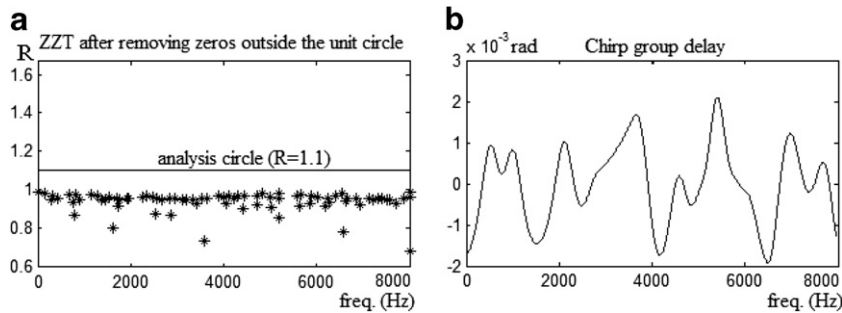 a
ZZT after removing zeros outside the unit circle
R
1.6
1.4
1.2
analysis circle (R=1.1)
1
0.8
0.6
0
2000
4000
6000
8000
freq. (Hz)
b
× 10⁻³ rad
Chirp group delay
3
2
1
0
-1
-2
0
2000
4000
6000
8000
freq. (Hz)